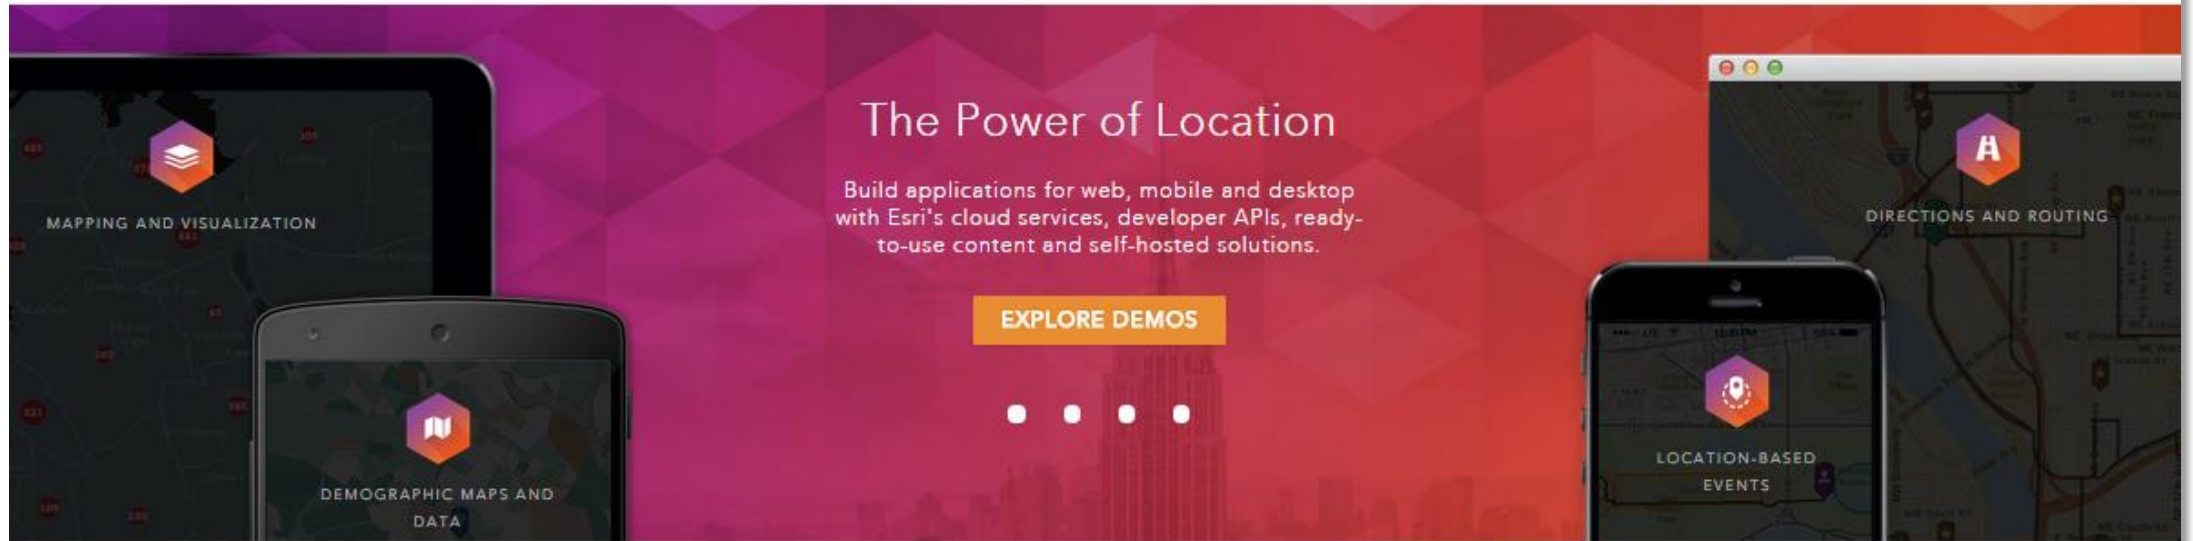 The Power of Location
Build applications for web, mobile and desktop
with Esri's cloud services, developer APIs, ready-
to-use content and self-hosted solutions.
EXPLORE DEMOS
MAPPING AND VISUALIZATION
DEMOGRAPHIC MAPS AND
DATA
DIRECTIONS AND ROUTING
LOCATION-BASED
EVENTS